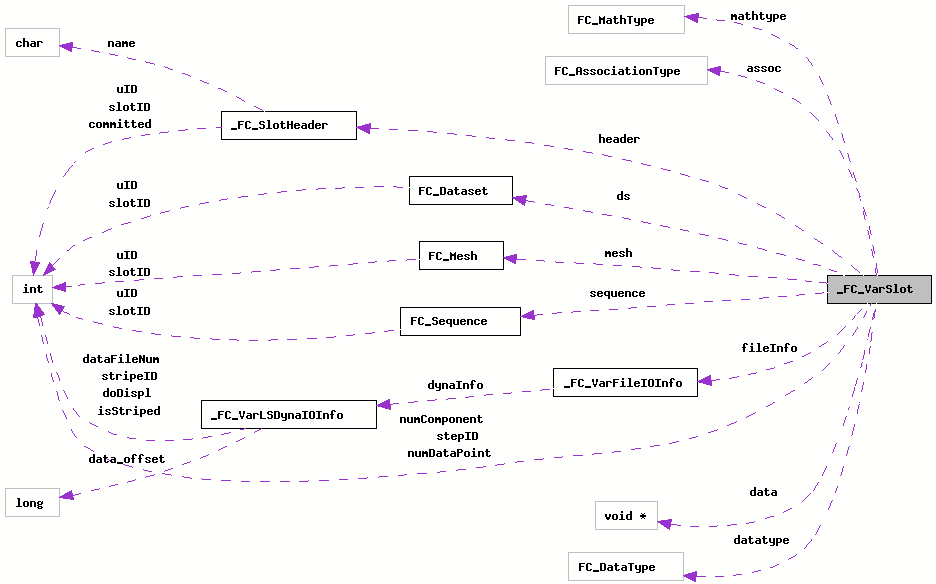 FC_MathType
mathtype
char
name
FC_AssociationType
assoc
uID
slotID
committed
_FC_SlotHeader
header
uID
slotID
FC_Dataset
ds
uID
slotID
FC_Mesh
mesh
int
_FC_VarSlot
uID
slotID
FC_Sequence
sequence
fileInfo
dataFileNum
stripeID
doDispl
isStriped
dynaInfo
_FC_VarFileIOInfo
_FC_VarLSDynaIOInfo
numComponent
stepID
numDataPoint
data_offset
long
data
void *
datatype
FC_DataType